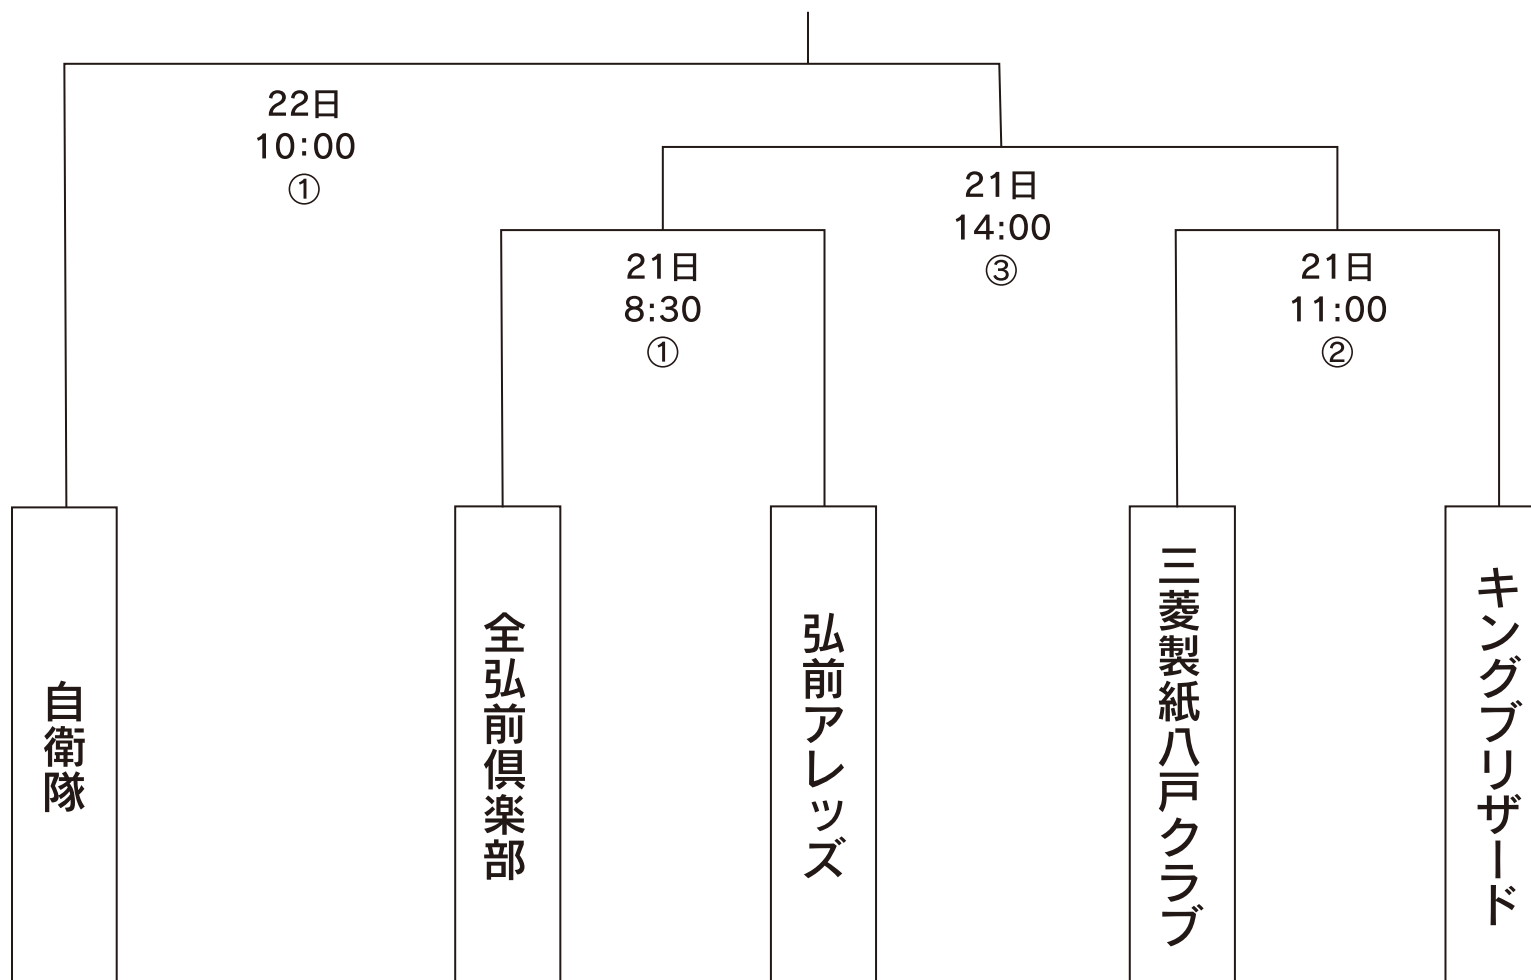 22日
10:00
①
21日
14:00
③
21日
8:30
①
21日
11:00
②
自衛隊
全弘前倶楽部
弘前アレッズ
三菱製紙八戸クラブ
キングブリザード